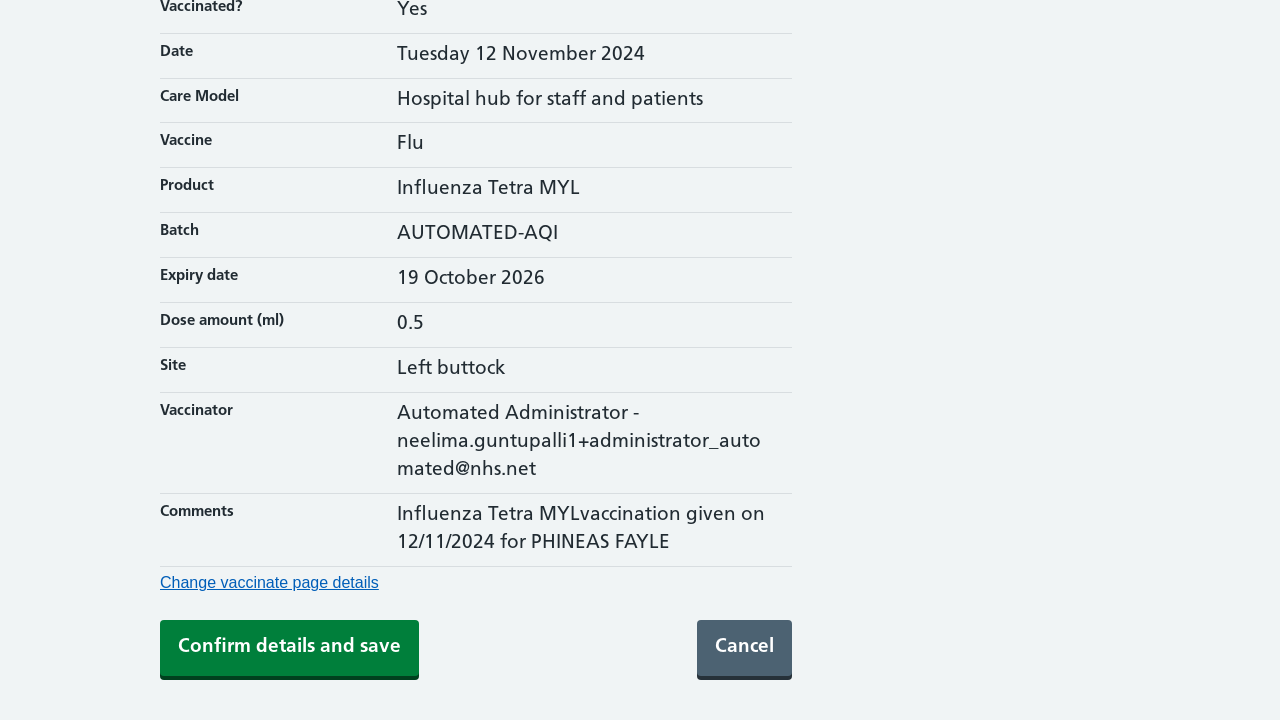 Vaccinated? Yes
Date Tuesday 12 November 2024
Care Model Hospital hub for staff and patients
Vaccine Flu
Product Influenza Tetra MYL
Batch AUTOMATED-AQI
Expiry date 19 October 2026
Dose amount (ml) 0.5
Site Left buttock
Vaccinator Automated Administrator -
neelima.guntupalli1+administrator_auto
mated@nhs.net
Comments Influenza Tetra MYLvaccination given on
12/11/2024 for PHINEAS FAYLE
Change vaccinate page details
Confirm details and save Cancel